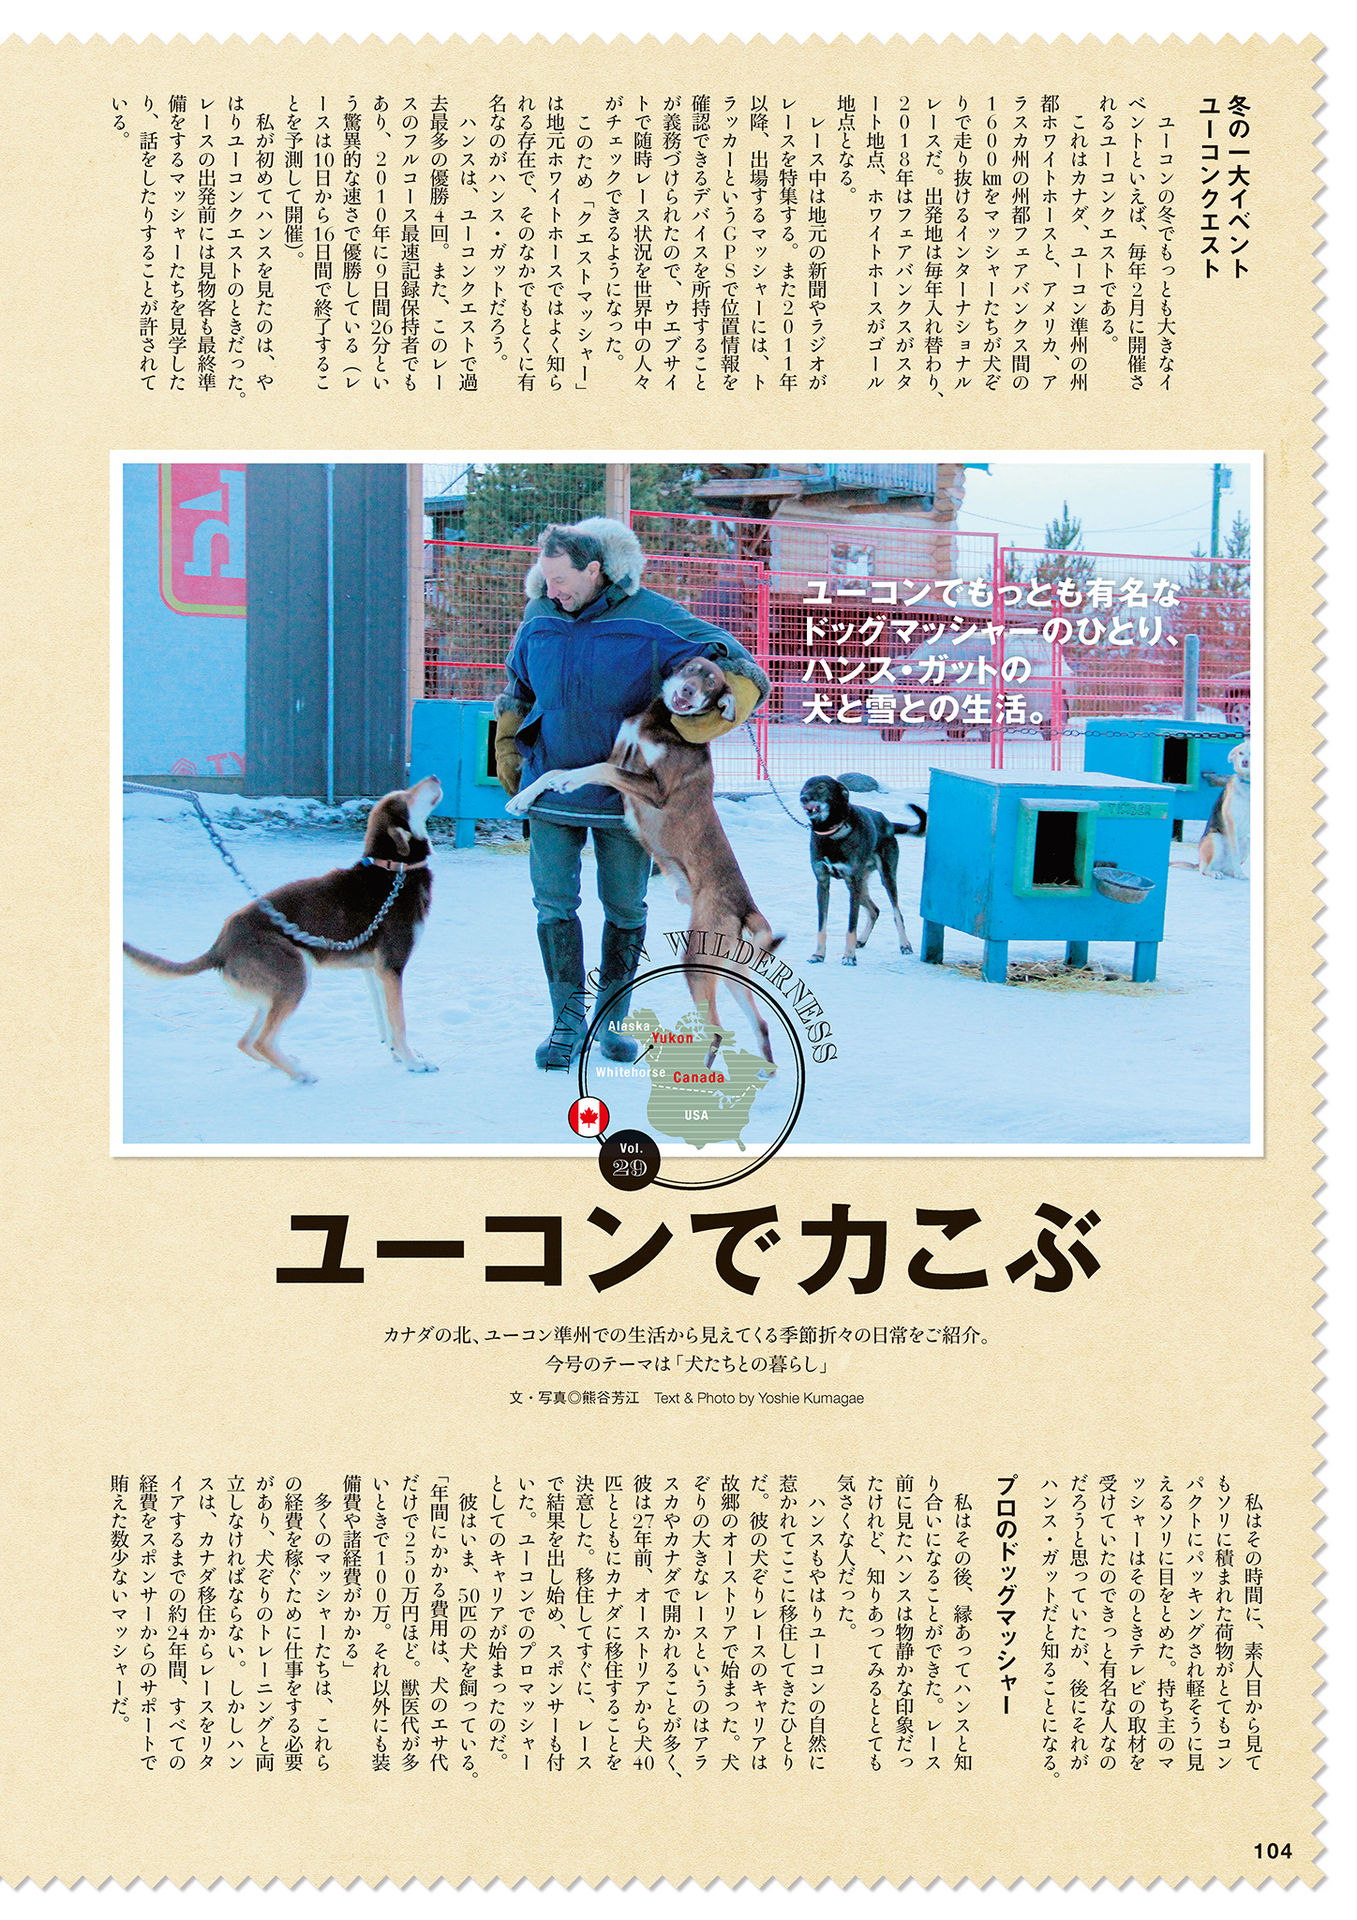 冬の一大イベント
ユーコンクエスト
ユーコンの冬でもっとも大きなイ
ベントといえば、毎年2月に開催さ
れるユーコンクエストである。
これはカナダ、ユーコン準州の州
都ホワイトホースと、アメリカ、ア
ラスカ州の州都フェアバンクス間の
1600㎞をマッシャーたちが犬ぞ
りで走り抜けるインターナショナル
レースだ。出発地は毎年入れ替わり、
2018年はフェアバンクスがスタ
ート地点、ホワイトホースがゴール
地点となる。
レース中は地元の新聞やラジオが
レースを特集する。また2011年
以降、出場するマッシャーには、ト
ラッカーというGPSで位置情報を
確認できるデバイスを所持すること
が義務づけられたので、ウエブサイ
トで随時レース状況を世界中の人々
がチェックできるようになった。
このため「クエストマッシャー」
は地元ホワイトホースではよく知ら
れる存在で、そのなかでもとくに有
名なのがハンス・ガットだろう。
ハンスは、ユーコンクエストで過
去最多の優勝4回。また、このレー
スのフルコース最速記録保持者でも
あり、2010年に9日間26分とい
う驚異的な速さで優勝している（レ
ースは10日から16日間で終了するこ
とを予測して開催）。
私が初めてハンスを見たのは、や
はりユーコンクエストのときだった。
レースの出発前には見物客も最終準
備をするマッシャーたちを見学した
り、話をしたりすることが許されて
いる。
ユーコンでもっとも有名な
ドッグマッシャーのひとり、
ハンス・ガットの
犬と雪との生活。
TIMBER
LIVING IN WILDERNESS
Alaska
Yukon
Whitehorse
Canada
USA
Vol.
29
ユーコンで力こぶ
カナダの北、ユーコン準州での生活から見えてくる季節折々の日常をご紹介。
今号のテーマは「犬たちとの暮らし」
文・写真◎熊谷芳江 Text & Photo by Yoshie Kumagae
私はその時間に、素人目から見て
もソリに積まれた荷物がとてもコン
パクトにパッキングされ軽そうに見
えるソリに目をとめた。持ち主のマ
ッシャーはそのときテレビの取材を
受けていたのできっと有名な人なの
だろうと思っていたが、後にそれが
ハンス・ガットだと知ることになる。
プロのドッグマッシャー
私はその後、縁あってハンスと知
り合いになることができた。レース
前に見たハンスは物静かな印象だっ
たけれど、知りあってみるととても
気さくな人だった。
ハンスもやはりユーコンの自然に
惹かれてここに移住してきたひとり
だ。彼の犬ぞりレースのキャリアは
故郷のオーストリアで始まった。犬
ぞりの大きなレースというのはアラ
スカやカナダで開かれることが多く、
彼は27年前、オーストリアから犬40
匹とともにカナダに移住することを
決意した。移住してすぐに、レース
で結果を出し始め、スポンサーも付
いた。ユーコンでのプロマッシャー
としてのキャリアが始まったのだ。
彼はいま、50匹の犬を飼っている。
「年間にかかる費用は、犬のエサ代
だけで250万円ほど。獣医代が多
いときで100万。それ以外にも装
備費や諸経費がかかる」
多くのマッシャーたちは、これら
の経費を稼ぐために仕事をする必要
があり、犬ぞりのトレーニングと両
立しなければならない。しかしハン
スは、カナダ移住からレースをリタ
イアするまでの約24年間、すべての
経費をスポンサーからのサポートで
賄えた数少ないマッシャーだ。
104